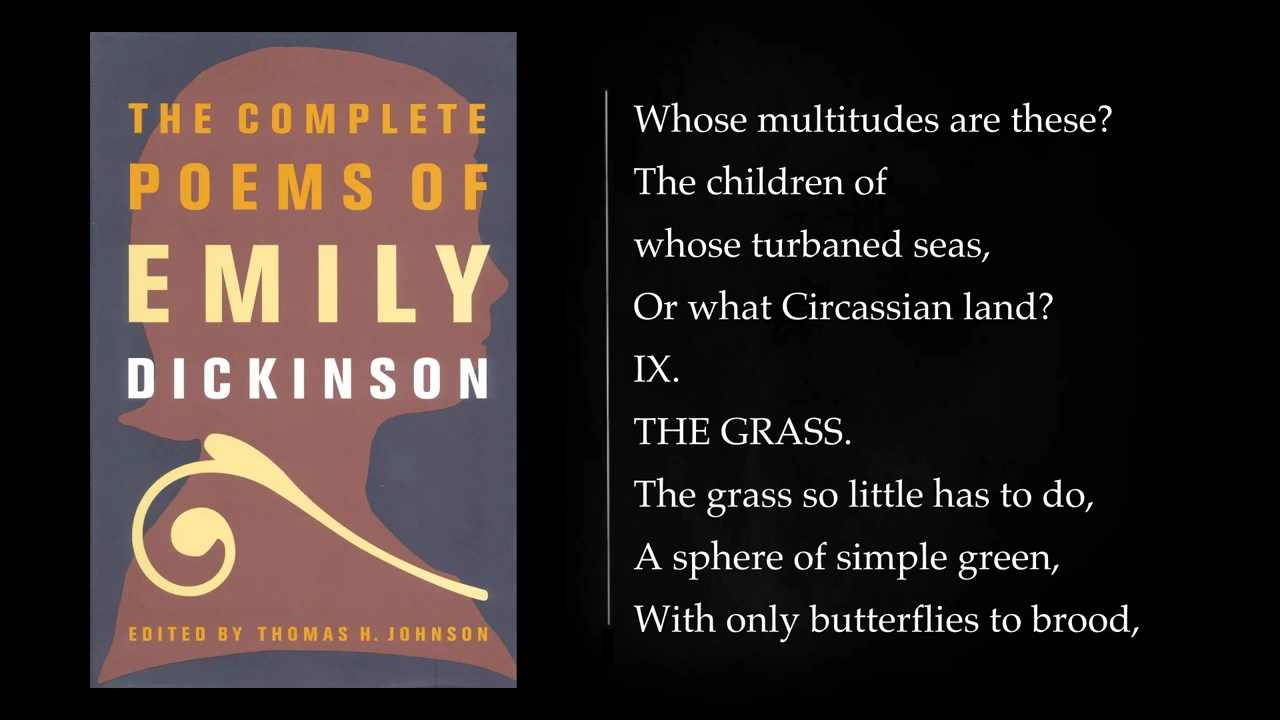 THE COMPLETE
POEMS OF
EMILY
DICKINSON
EDITED BY THOMAS H. JOHNSON
Whose multitudes are these?
The children of
whose turbaned seas,
Or what Circassian land?
IX.
THE GRASS.
The grass so little has to do,
A sphere of simple green,
With only butterflies to brood,